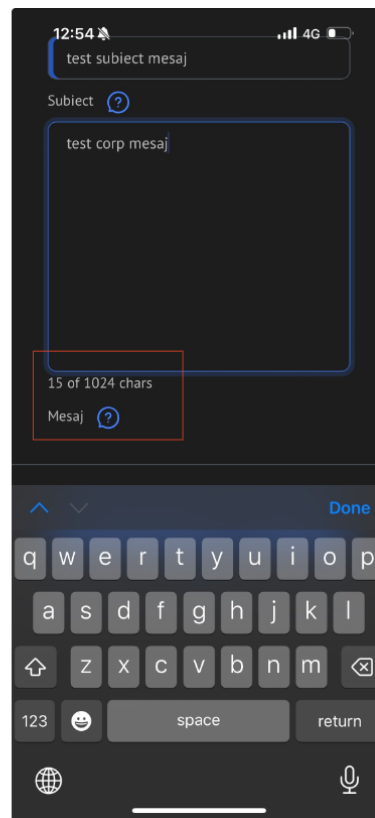 12:54 4G
test subiect mesaj
Subiect ?
test corp mesaj
15 of 1024 chars
Mesaj ?
Done
q w e r t y u i o p
a s d f g h j k l
z x c v b n m
123 space return